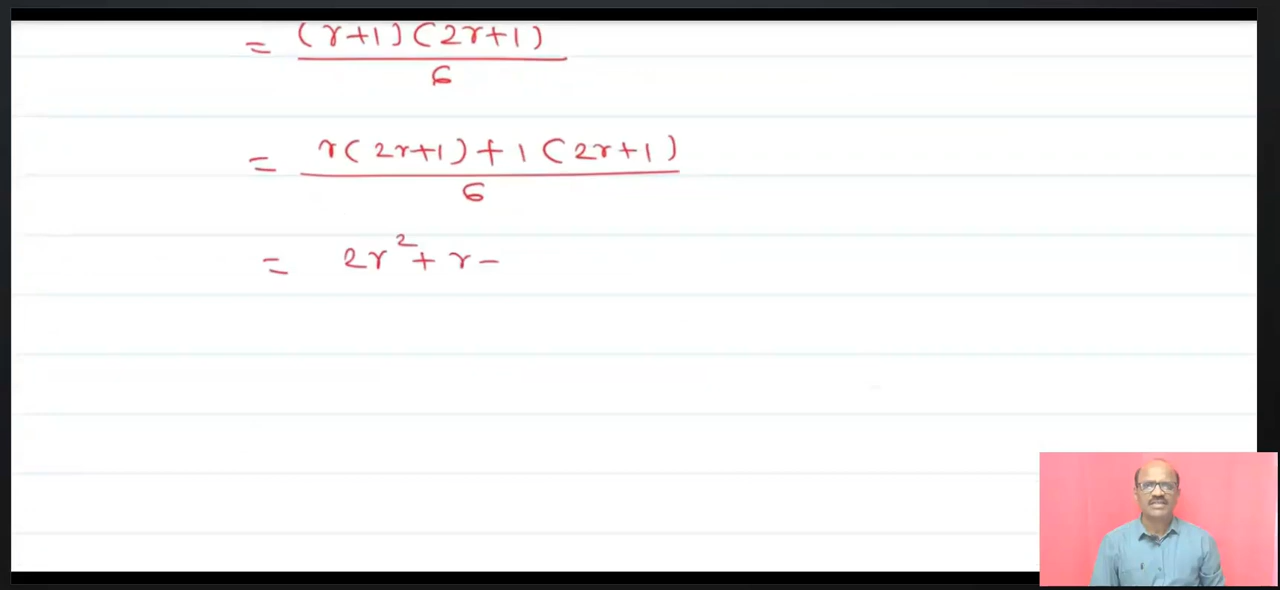 = (r+1)(2r+1) / 6
= r(2r+1)+1(2r+1) / 6
= 2r² + r -